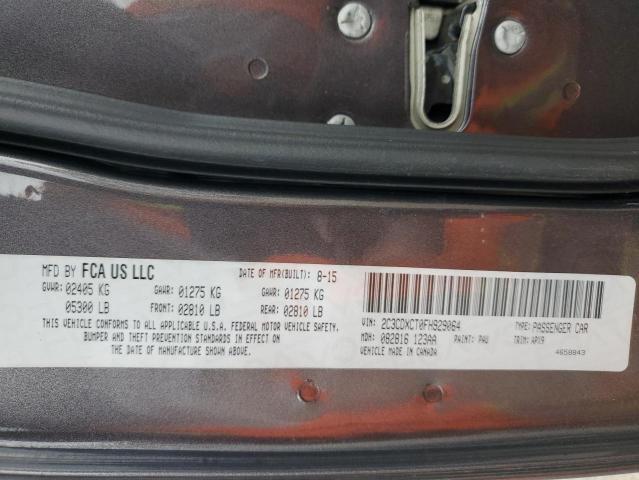 MFD BY FCA US LLC
DATE OF MFR(BUILT): 8-15
GVWR: 02405 KG GAWR: 01275 KG GAWR: 01275 KG
05300 LB FRONT: 02810 LB REAR: 02810 LB
THIS VEHICLE CONFORMS TO ALL APPLICABLE U.S.A. FEDERAL MOTOR VEHICLE SAFETY,
BUMPER AND THEFT PREVENTION STANDARDS IN EFFECT ON
THE DATE OF MANUFACTURE SHOWN ABOVE.
VIN: 2C3CDXCT0FH929064 TYPE: PASSENGER CAR
MDH: 082816 123AA PAINT: PAU TRIM: APX9
VEHICLE MADE IN CANADA 4658843